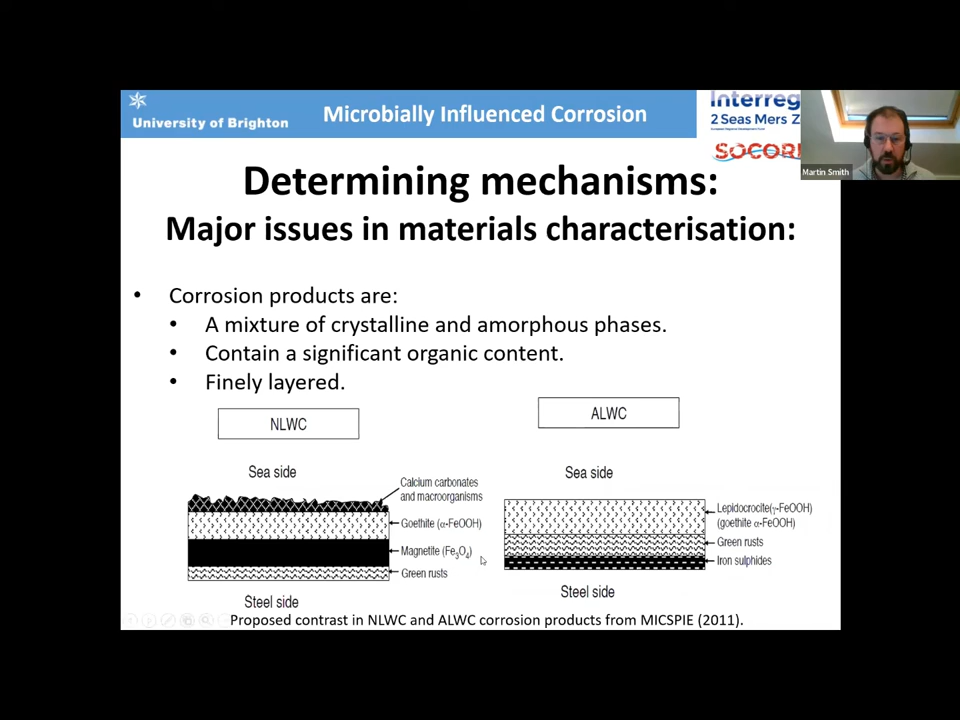 University of Brighton
Microbially Influenced Corrosion
Interreg
2 Seas Mers Z
SOCOR
Martin Smith
Determining mechanisms:
Major issues in materials characterisation:
• Corrosion products are:
• A mixture of crystalline and amorphous phases.
• Contain a significant organic content.
• Finely layered.
NLWC
ALWC
Sea side
Sea side
Calcium carbonates
and macroorganisms
Goethite (α-FeOOH)
Magnetite (Fe3O4)
Green rusts
Lepidocrocite(γ-FeOOH)
(goethite α-FeOOH)
Green rusts
Iron sulphides
Steel side
Steel side
Proposed contrast in NLWC and ALWC corrosion products from MICSPIE (2011).